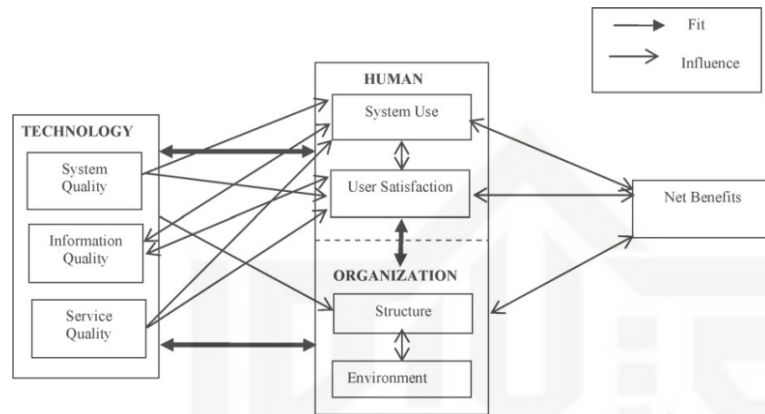 Fit
Influence
HUMAN
System Use
User Satisfaction
TECHNOLOGY
System
Quality
Information
Quality
Service
Quality
Net Benefits
ORGANIZATION
Structure
Environment